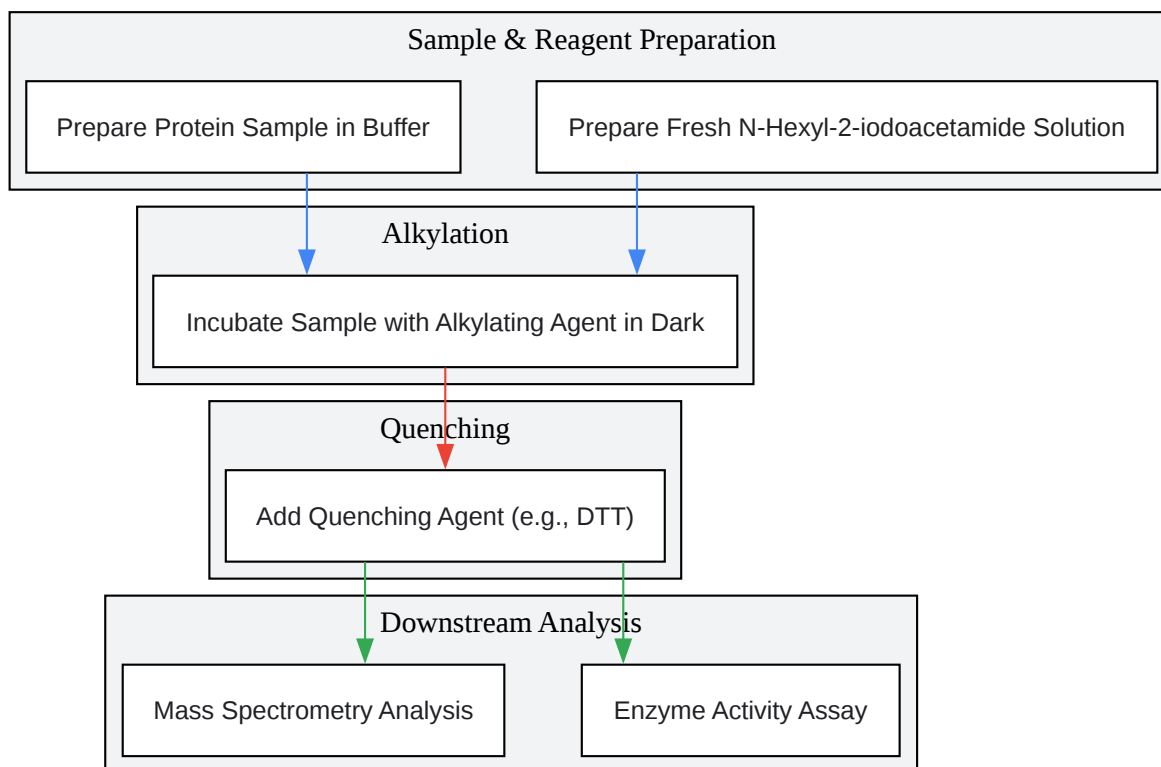 Sample & Reagent Preparation
Prepare Protein Sample in Buffer
Prepare Fresh N-Hexyl-2-iodoacetamide Solution
Alkylation
Incubate Sample with Alkylating Agent in Dark
Quenching
Add Quenching Agent (e.g., DTT)
Downstream Analysis
Mass Spectrometry Analysis
Enzyme Activity Assay